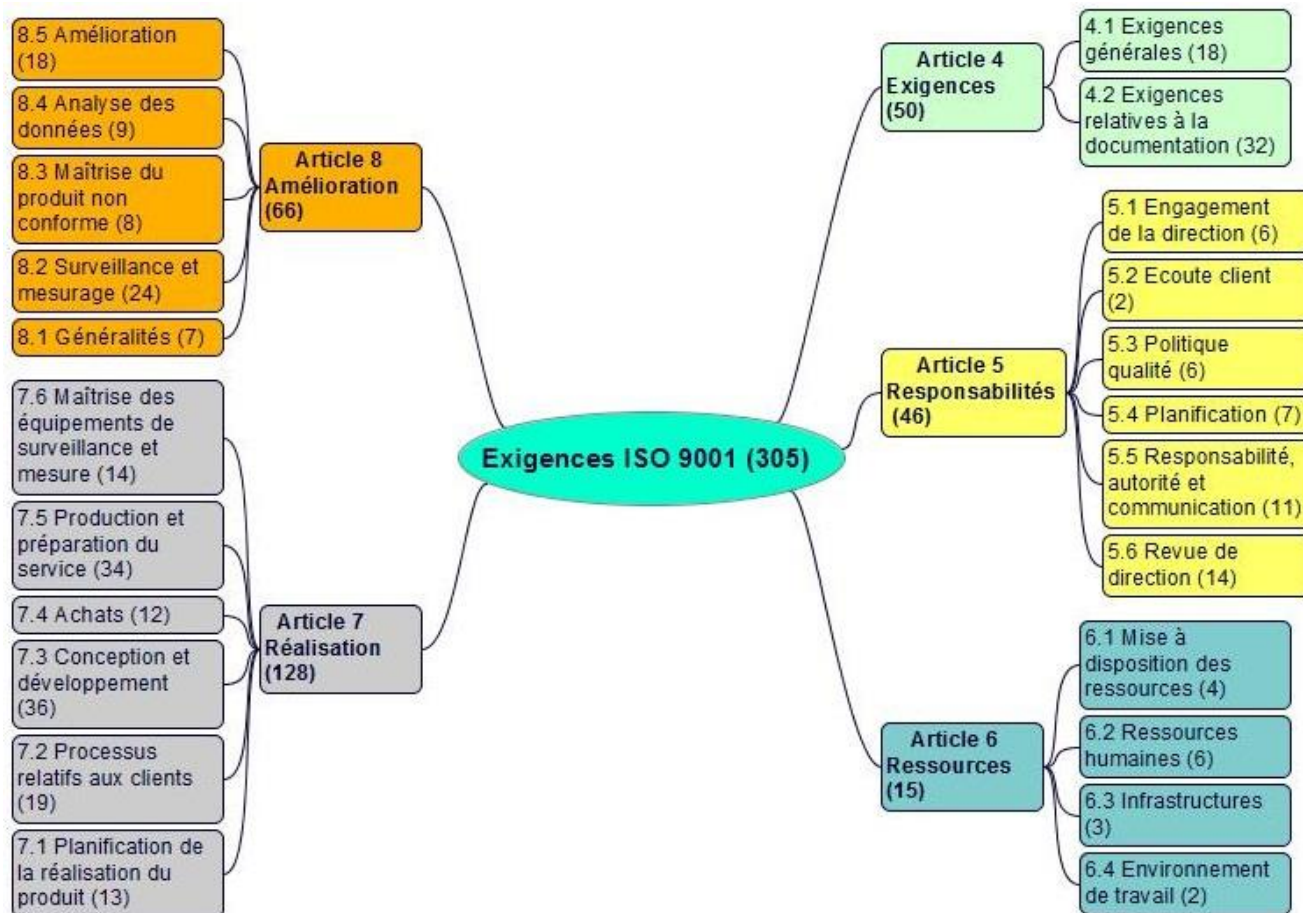 Exigences ISO 9001 (305)
Article 4
Exigences
(50)
4.1 Exigences
générales (18)
4.2 Exigences
relatives à la
documentation (32)
Article 5
Responsabilités
(46)
5.1 Engagement
de la direction (6)
5.2 Ecoute client
(2)
5.3 Politique
qualité (6)
5.4 Planification (7)
5.5 Responsabilité,
autorité et
communication (11)
5.6 Revue de
direction (14)
Article 6
Ressources
(15)
6.1 Mise à
disposition des
ressources (4)
6.2 Ressources
humaines (6)
6.3 Infrastructures
(3)
6.4 Environnement
de travail (2)
Article 7
Réalisation
(128)
7.6 Maîtrise des
équipements de
surveillance et
mesure (14)
7.5 Production et
préparation du
service (34)
7.4 Achats (12)
7.3 Conception et
développement
(36)
7.2 Processus
relatifs aux clients
(19)
7.1 Planification de
la réalisation du
produit (13)
Article 8
Amélioration
(66)
8.5 Amélioration
(18)
8.4 Analyse des
données (9)
8.3 Maîtrise du
produit non
conforme (8)
8.2 Surveillance et
mesurage (24)
8.1 Généralités (7)